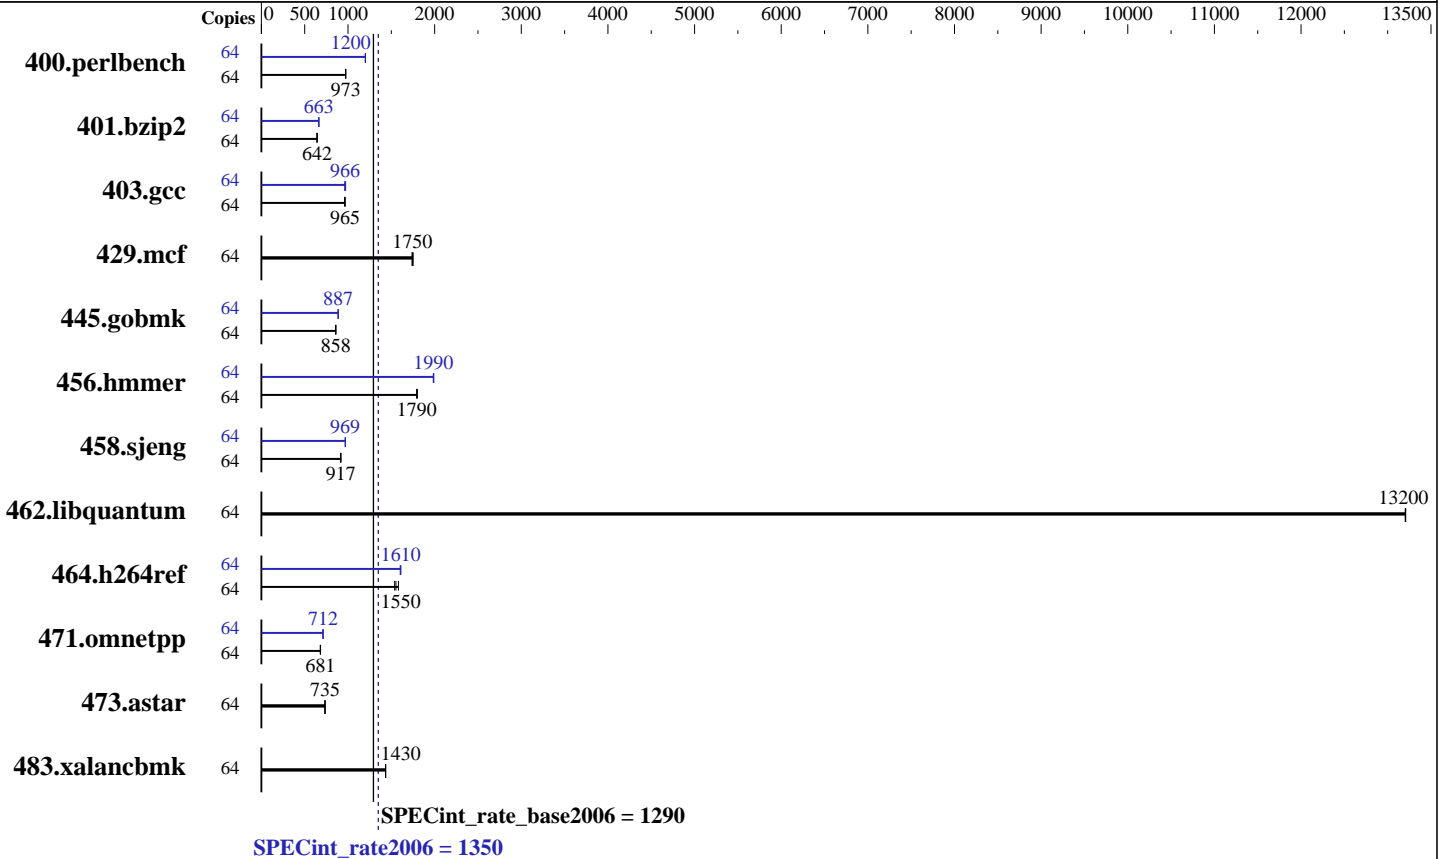 Copies 0 500 1000 2000 3000 4000 5000 6000 7000 8000 9000 10000 11000 12000 13500
400.perlbench 64 1200
64 973
401.bzip2 64 663
64 642
403.gcc 64 966
64 965
429.mcf 64 1750
445.gobmk 64 887
64 858
456.hmmer 64 1990
64 1790
458.sjeng 64 969
64 917
462.libquantum 64 13200
464.h264ref 64 1610
64 1550
471.omnetpp 64 712
64 681
473.astar 64 735
483.xalancbmk 64 1430
SPECint_rate_base2006 = 1290
SPECint_rate2006 = 1350